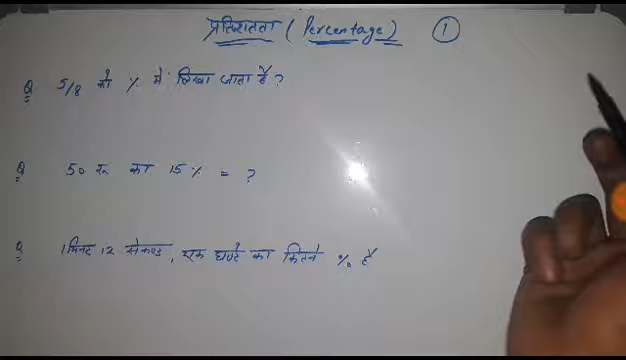 प्रतिशतता (Percentage) 1
Q 5/8 को % में लिखा जाता है ?
Q 50 रू का 15 % = ?
Q 1 मिनट 12 सेकण्ड, एक घण्टे का कितने % है